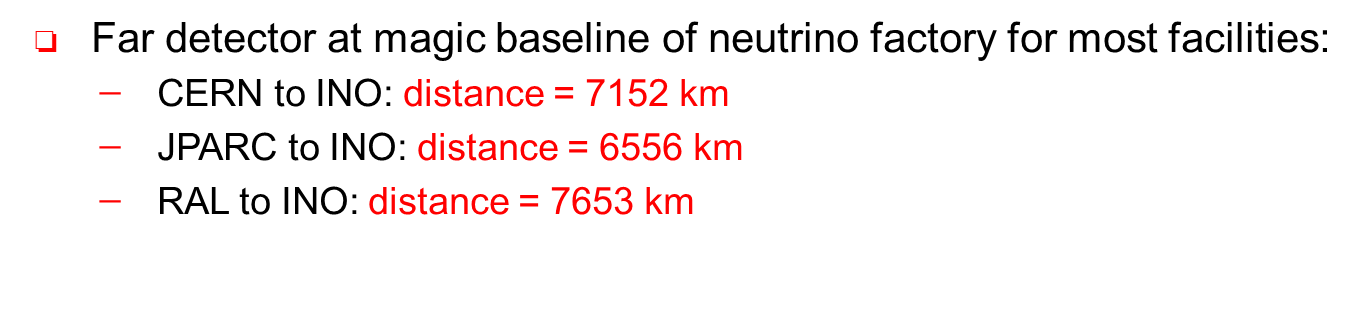 ❏ Far detector at magic baseline of neutrino factory for most facilities:
– CERN to INO: distance = 7152 km
– JPARC to INO: distance = 6556 km
– RAL to INO: distance = 7653 km